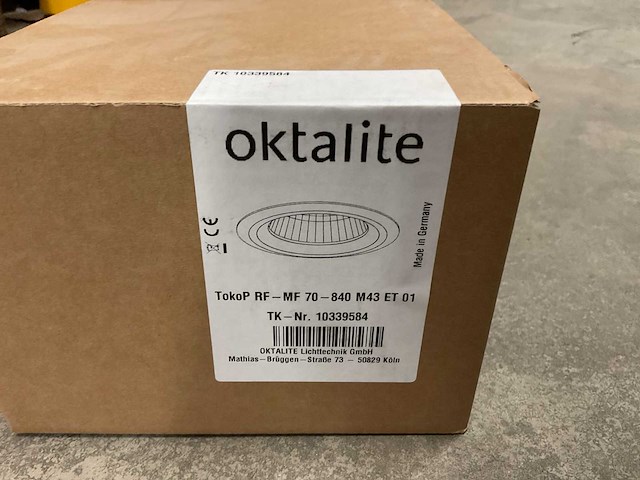 TK 10339584
oktalite
CE
Made in Germany
TokoP RF-MF 70-840 M43 ET 01
TK-Nr. 10339584
OKTALITE Lichttechnik GmbH
Mathias-Brüggen-Straße 73 - 50829 Köln